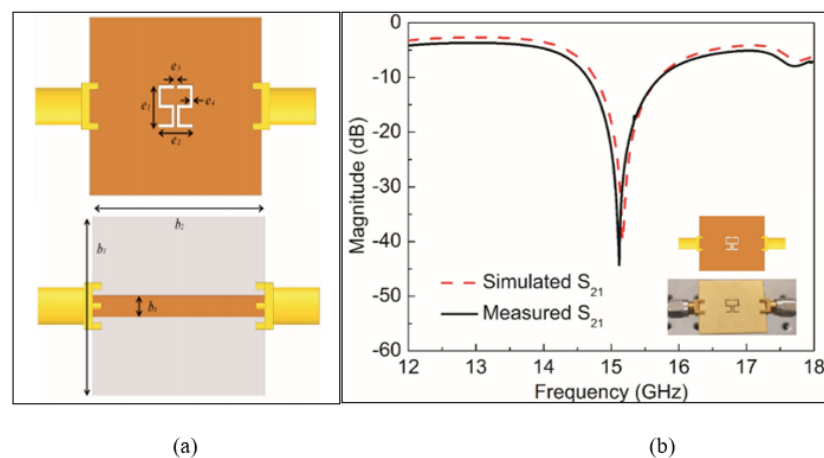 e3
e1
e4
e2
b2
b1
b3
(a)
0
-10
-20
-30
-40
-50
-60
Magnitude (dB)
Simulated S21
Measured S21
12 13 14 15 16 17 18
Frequency (GHz)
(b)